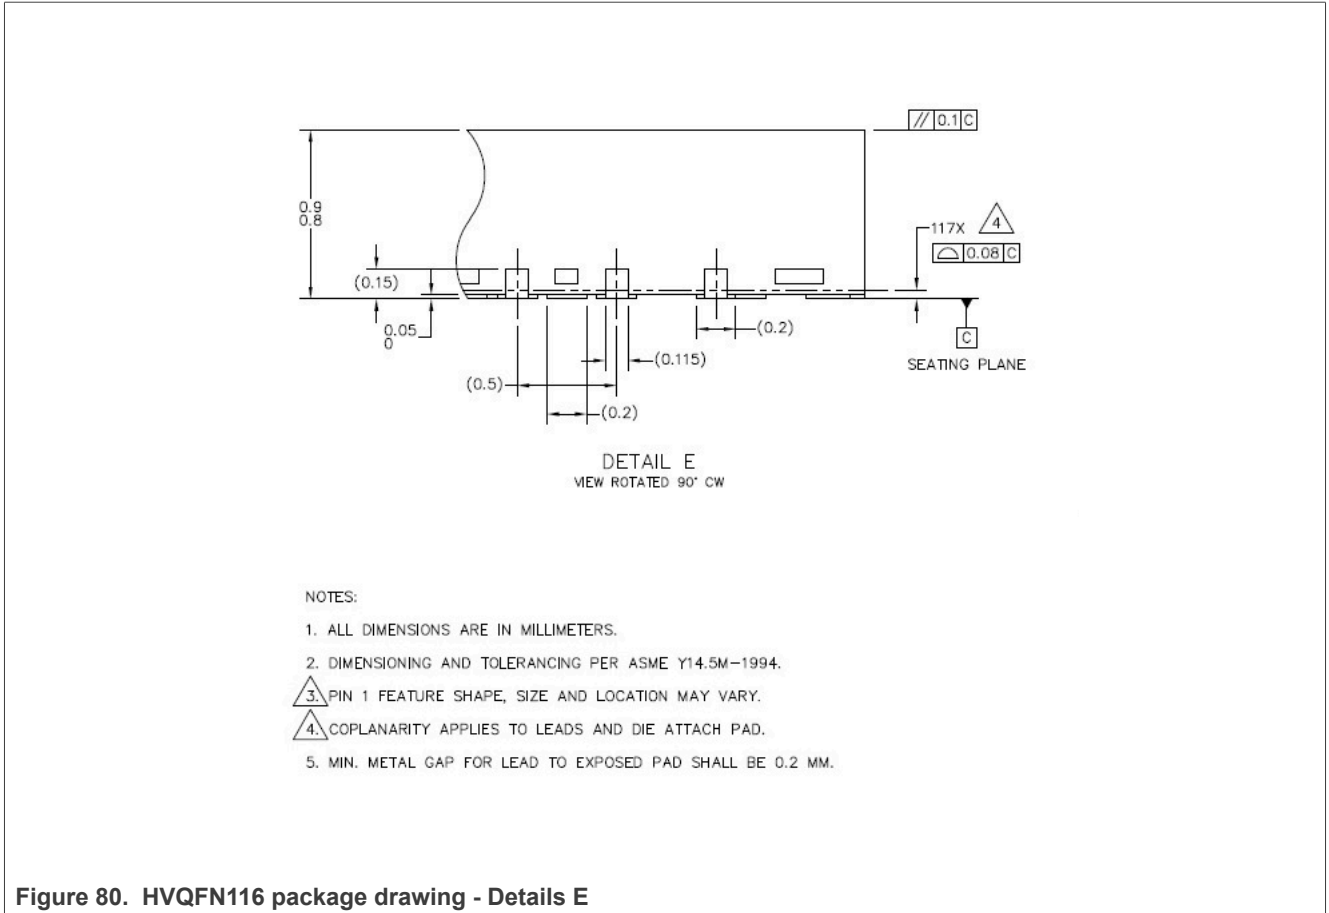 // 0.1 C
0.9
0.8
117X 4
0.08 C
(0.15)
0.05
0
(0.2)
C
(0.115)
SEATING PLANE
(0.5)
(0.2)
DETAIL E
VIEW ROTATED 90° CW
NOTES:
1. ALL DIMENSIONS ARE IN MILLIMETERS.
2. DIMENSIONING AND TOLERANCING PER ASME Y14.5M-1994.
3. PIN 1 FEATURE SHAPE, SIZE AND LOCATION MAY VARY.
4. COPLANARITY APPLIES TO LEADS AND DIE ATTACH PAD.
5. MIN. METAL GAP FOR LEAD TO EXPOSED PAD SHALL BE 0.2 MM.
Figure 80. HVQFN116 package drawing - Details E